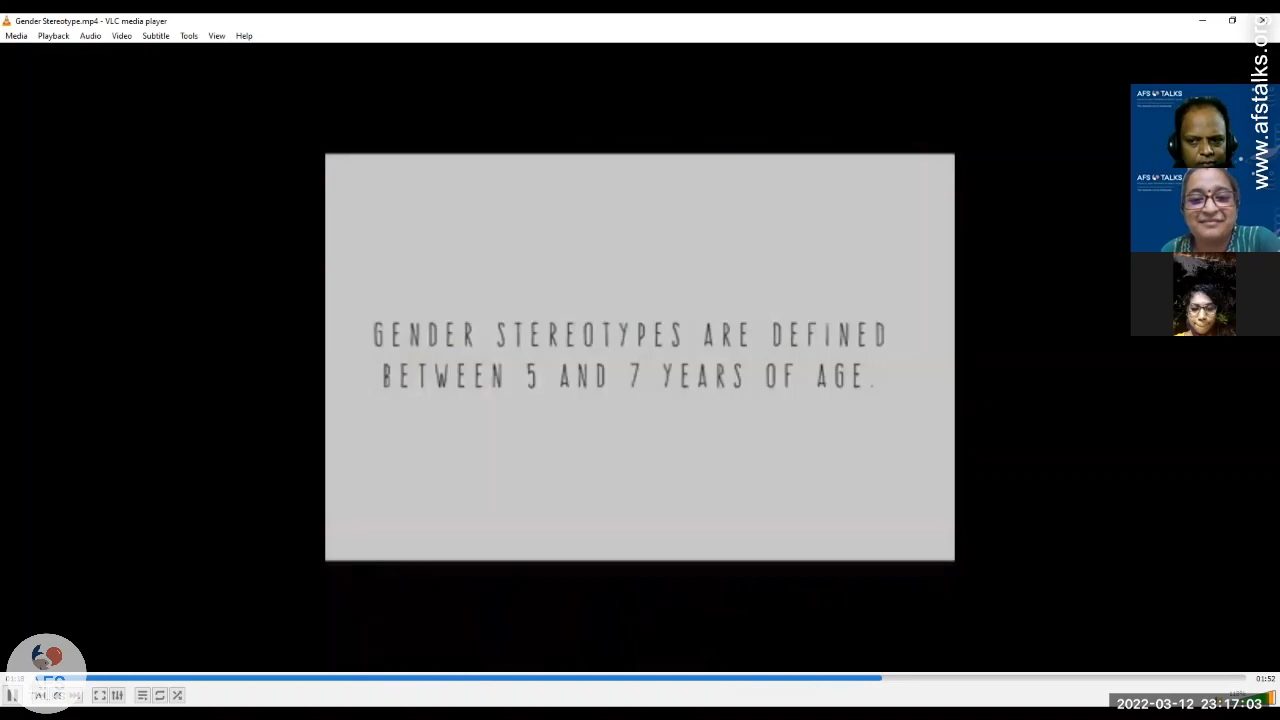 Gender Stereotype.mp4 - VLC media player
Media Playback Audio Video Subtitle Tools View Help
www.afstalks.org
AFS TALKS
AFS TALKS
GENDER STEREOTYPES ARE DEFINED
BETWEEN 5 AND 7 YEARS OF AGE.
AFS
01:52
2022-03-12 23:17:03